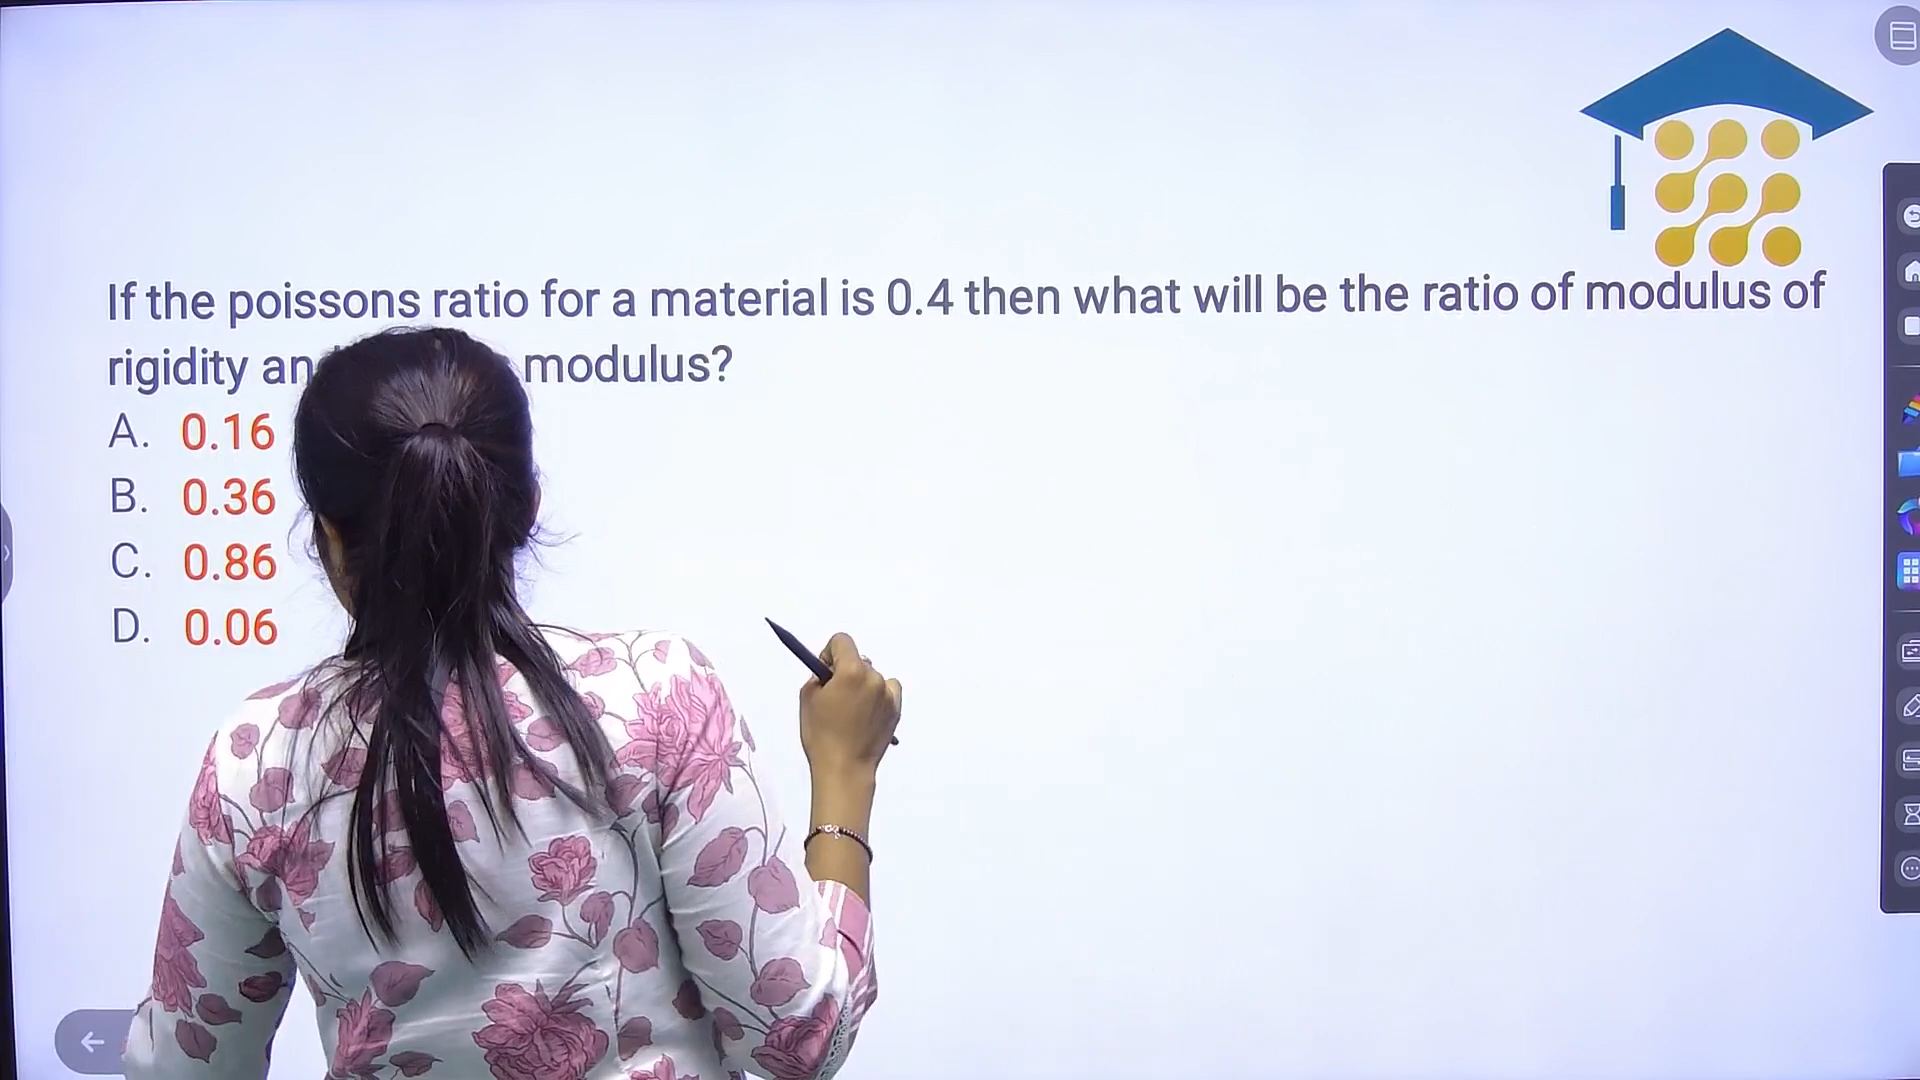 If the poissons ratio for a material is 0.4 then what will be the ratio of modulus of
rigidity modulus?
A. 0.16
B. 0.36
C. 0.86
D. 0.06